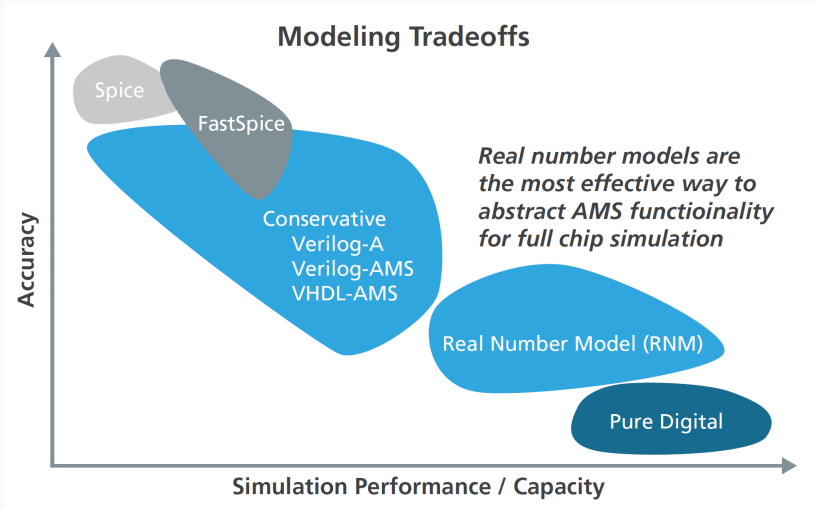 Modeling Tradeoffs
Spice
FastSpice
Real number models are
the most effective way to
abstract AMS functioinality
for full chip simulation
Conservative
Verilog-A
Verilog-AMS
VHDL-AMS
Accuracy
Real Number Model (RNM)
Pure Digital
Simulation Performance / Capacity